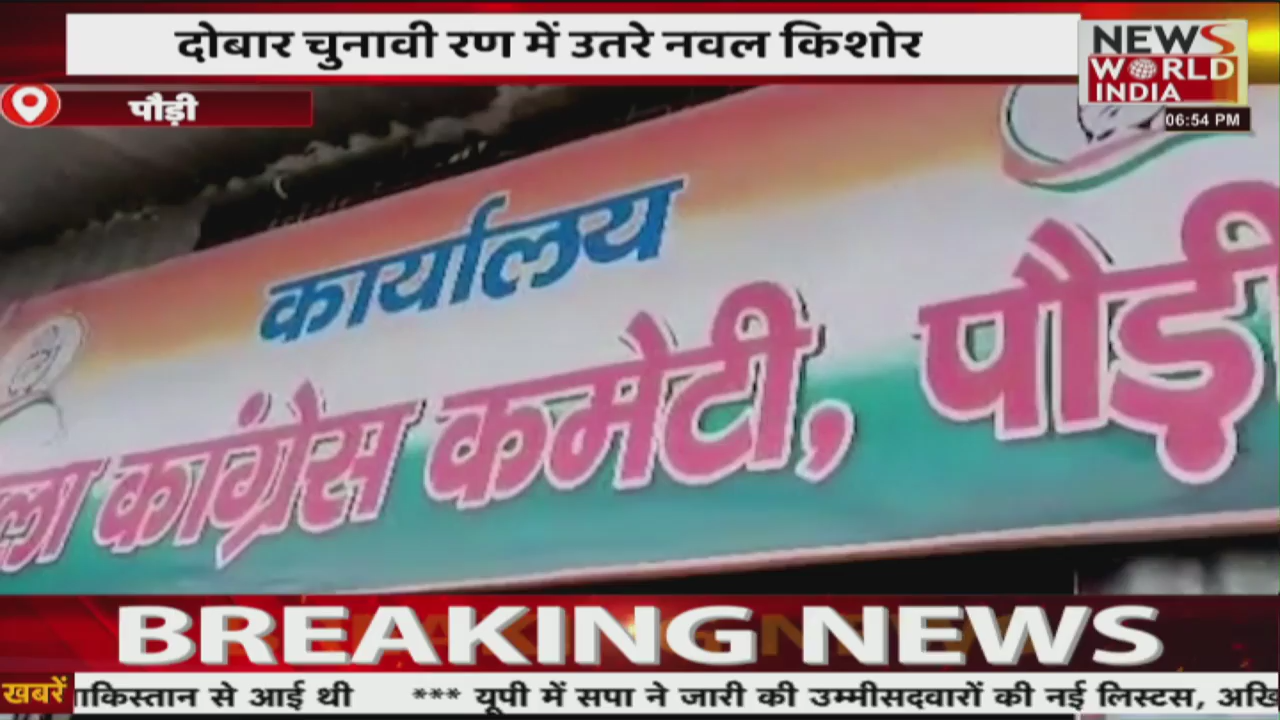 दोबार चुनावी रण में उतरे नवल किशोर
NEWS
WORLD
INDIA
06:54 PM
पौड़ी
कार्यालय
ला कांग्रेस कमेटी, पौड़ी
BREAKING NEWS
खबरें ाकिस्तान से आई थी *** यूपी में सपा ने जारी की उम्मीसदवारों की नई लिस्टस, अखि